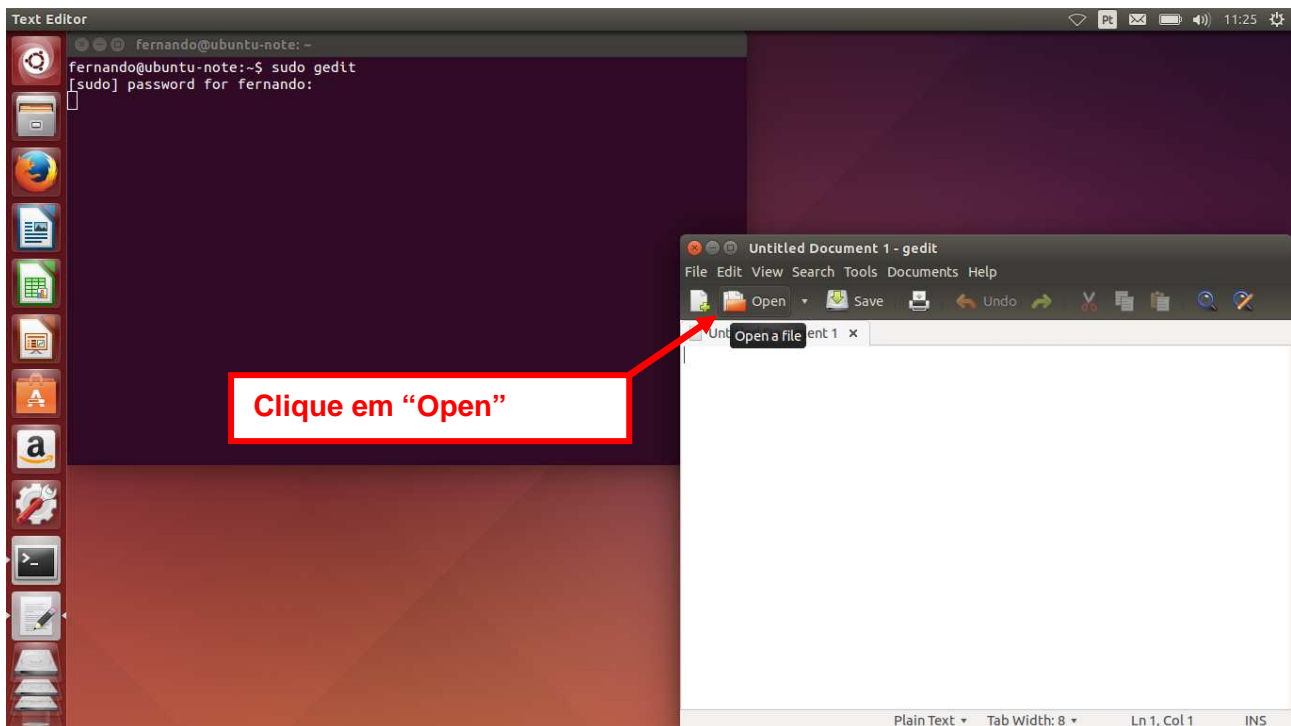 Text Editor
Pt
11:25
fernando@ubuntu-note: ~
fernando@ubuntu-note:~$ sudo gedit
[sudo] password for fernando:
Untitled Document 1 - gedit
File Edit View Search Tools Documents Help
Open Save Undo
Unt ent 1 x
Open a file
Clique em “Open”
Plain Text Tab Width: 8 Ln 1, Col 1 INS